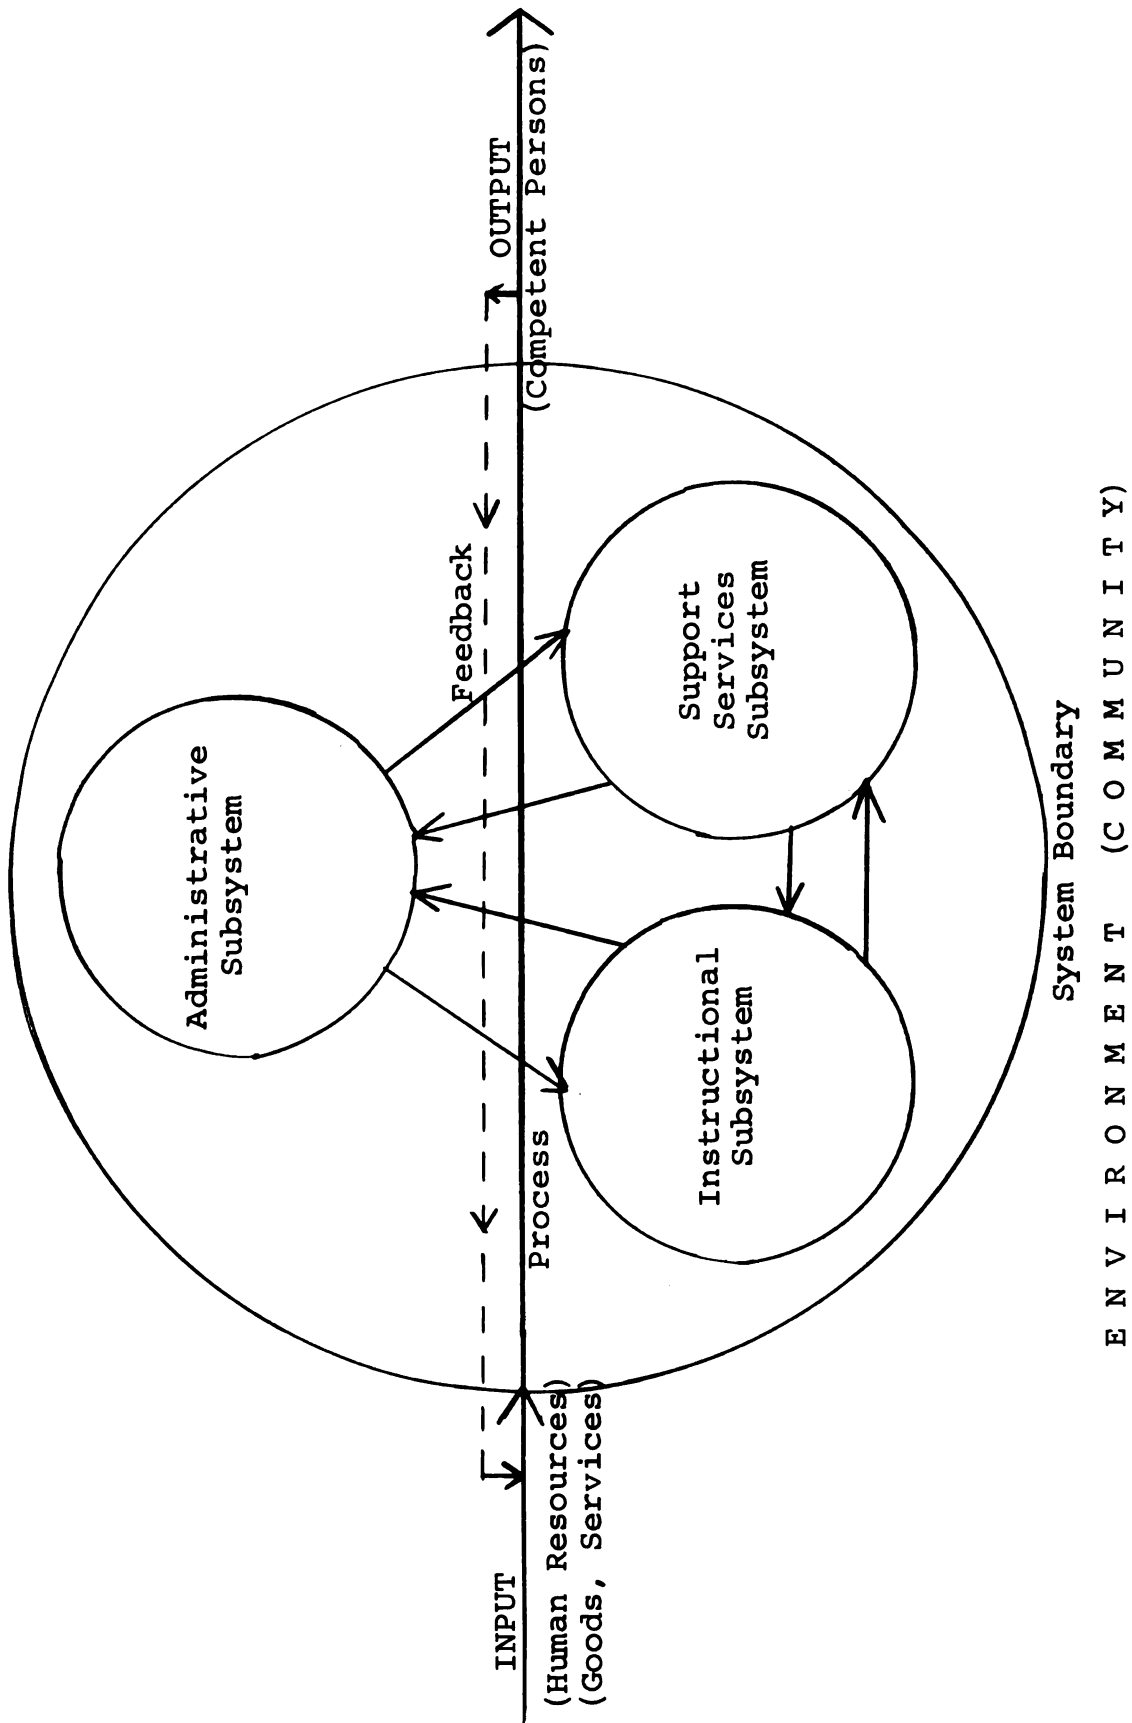 Administrative
Subsystem
Feedback
INPUT
OUTPUT
(Human Resources)
(Goods, Services)
Process
(Competent Persons)
Instructional
Subsystem
Support
Services
Subsystem
System Boundary
E N V I R O N M E N T (C O M M U N I T Y)